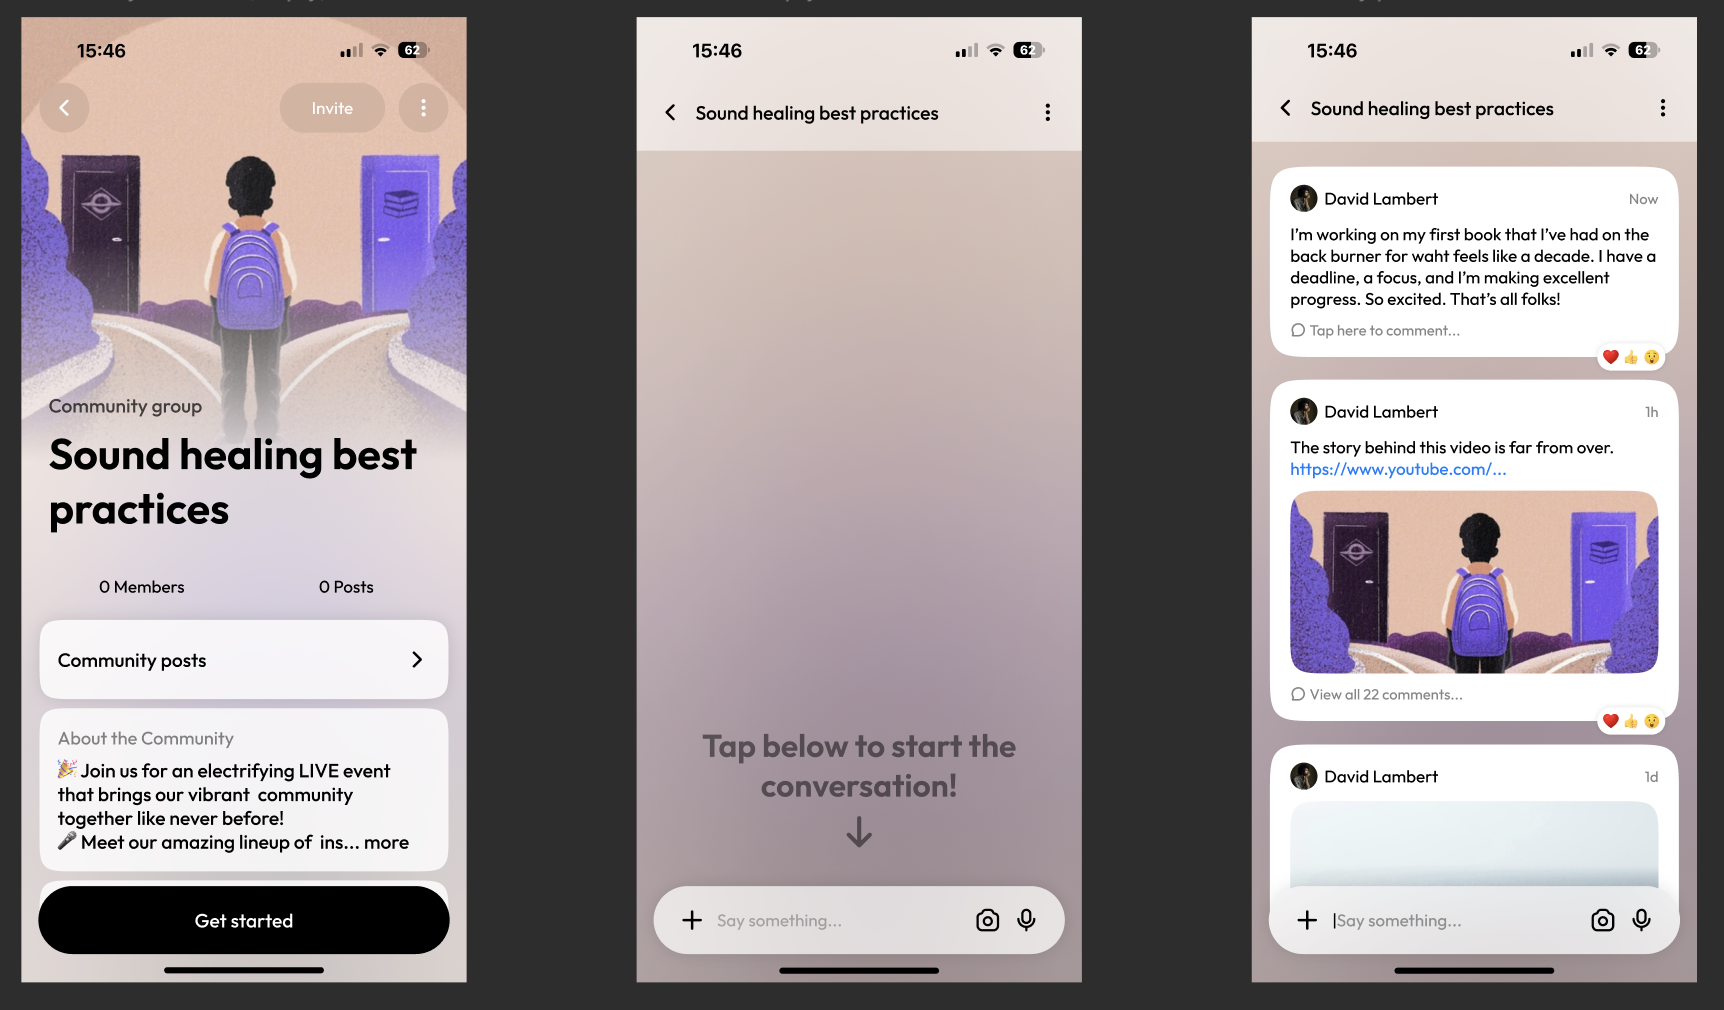 15:46
62
Invite
Community group
Sound healing best
practices
0 Members
0 Posts
Community posts
About the Community
🎉 Join us for an electrifying LIVE event
that brings our vibrant  community
together like never before!
🎤 Meet our amazing lineup of  ins... more
Get started
15:46
62
Sound healing best practices
Tap below to start the
conversation!
Say something...
15:46
62
Sound healing best practices
David Lambert
Now
I'm working on my first book that I've had on the
back burner for waht feels like a decade. I have a
deadline, a focus, and I'm making excellent
progress. So excited. That's all folks!
Tap here to comment...
David Lambert
1h
The story behind this video is far from over.
https://www.youtube.com/...
View all 22 comments...
David Lambert
1d
Say something...